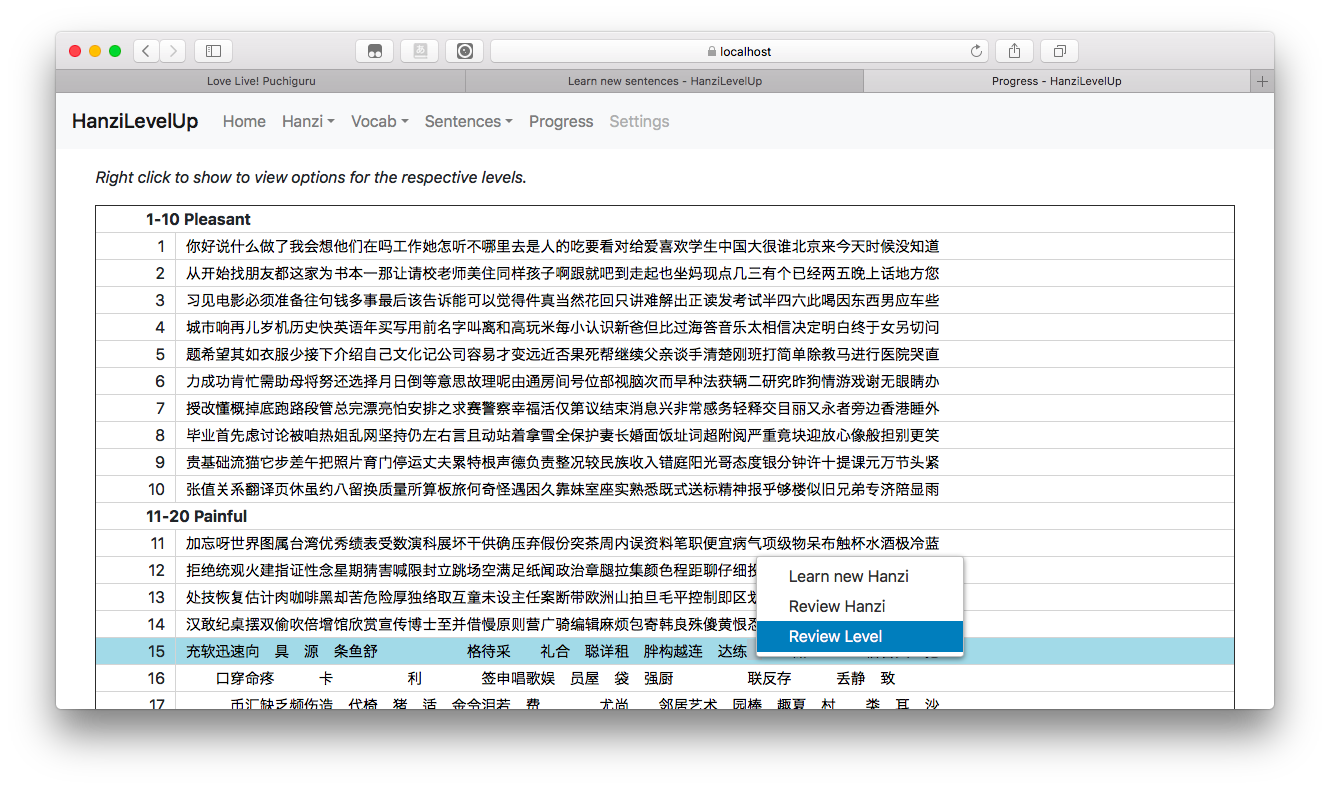 localhost
Love Live! Puchiguru
Learn new sentences - HanziLevelUp
Progress - HanziLevelUp
HanziLevelUp Home Hanzi Vocab Sentences Progress Settings
Right click to show to view options for the respective levels.
1-10 Pleasant
1 你好说什么做了我会想他们在吗工作她怎听不哪里去是人的吃要看对给爱喜欢学生中国大很谁北京来今天时候没知道
2 从开始找朋友都这家为书本一那让请校老师美住同样孩子啊跟就吧到走起也坐妈现点几三有个已经两五晚上话地方您
3 习见电影必须准备往句钱多事最后该告诉能可以觉得件真当然花回只讲难解出正读发考试半四六此喝因东西男应车些
4 城市响再儿岁机历史快英语年买写用前名字叫离和高玩米每小认识新爸但比过海答音乐太相信决定明白终于女另切问
5 题希望其如衣服少接下介绍自己文化记公司容易才变远近否果死帮继续父亲谈手清楚刚班打简单除教马进行医院哭直
6 力成功肯忙需助母将努还选择月日倒等意思故理呢由通房间号位部视脑次而早种法获辆二研究昨狗情游戏谢无眼睛办
7 授改懂概掉底跑路段管总完漂亮怕安排之求赛警察幸福活仅第议结束消息兴非常感务轻释交目丽又永者旁边香港睡外
8 毕业首先虑讨论被咱热姐乱网坚持仍左右言且动站着拿雪全保护妻长婚面饭址词超附阅严重竟块迎放心像般担别更笑
9 贵基础流猫它步差午把照片育门停运丈夫累特根声德负责整况较民族收入错庭阳光哥态度银分钟许十提课元万节头紧
10 张值关系翻译页休虽约八留换质量所算板旅何奇怪遇困久靠妹室座实熟悉既式送标精神报乎够楼似旧兄弟专济陪显雨
11-20 Painful
11 加忘呀世界图属台湾优秀绩表受数演科展坏干供确压弃假份突茶周内误资料笔职便宜病气项级物呆布触杯水酒极冷蓝
12 拒绝统观火建指证性念星期猜害喊限封立跳场空满足纸闻政治章腿拉集颜色程距聊仔细
13 处技恢复估计肉咖啡黑却苦危险厚独络取互童未设主任案断带欧洲山拍旦毛平控制即区
14 汉敢纪桌摆双偷吹倍增馆欣赏宣传博士至并借慢原则营广骑编辑麻烦包寄韩良殊傻黄恨
15 充软迅速向 具 源 条鱼舒 格待采 礼合 聪详租 胖构越连 达练
16 口穿命疼 卡 利 签申唱歌娱 员屋 袋 强厨 联反存 丢静 致
17 币汇缺乏频伤造 代椅 猪 适 金令泪若 费 尤尚 邻居艺术 园棒 趣夏 村 类 耳 沙
Learn new Hanzi
Review Hanzi
Review Level